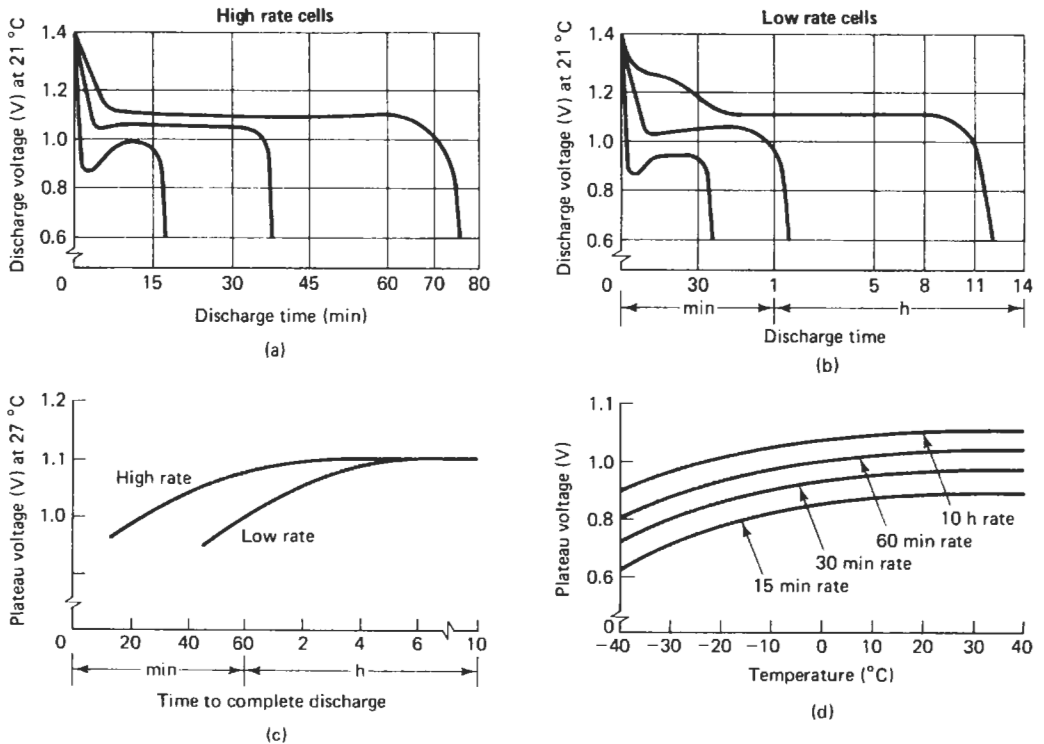 High rate cells
Discharge voltage (V) at 21 °C
1.4
1.2
1.0
0.8
0.6
0 15 30 45 60 70 80
Discharge time (min)
(a)
Low rate cells
Discharge voltage (V) at 21 °C
1.4
1.2
1.0
0.8
0.6
0 30 1 5 8 11 14
min h
Discharge time
(b)
Plateau voltage (V) at 27 °C
1.2
1.1
1.0
High rate
Low rate
0 20 40 60 2 4 6 10
min h
Time to complete discharge
(c)
Plateau voltage (V)
1.1
1.0
0.8
0.6
0
10 h rate
60 min rate
30 min rate
15 min rate
−40 −30 −20 −10 0 10 20 30 40
Temperature (°C)
(d)